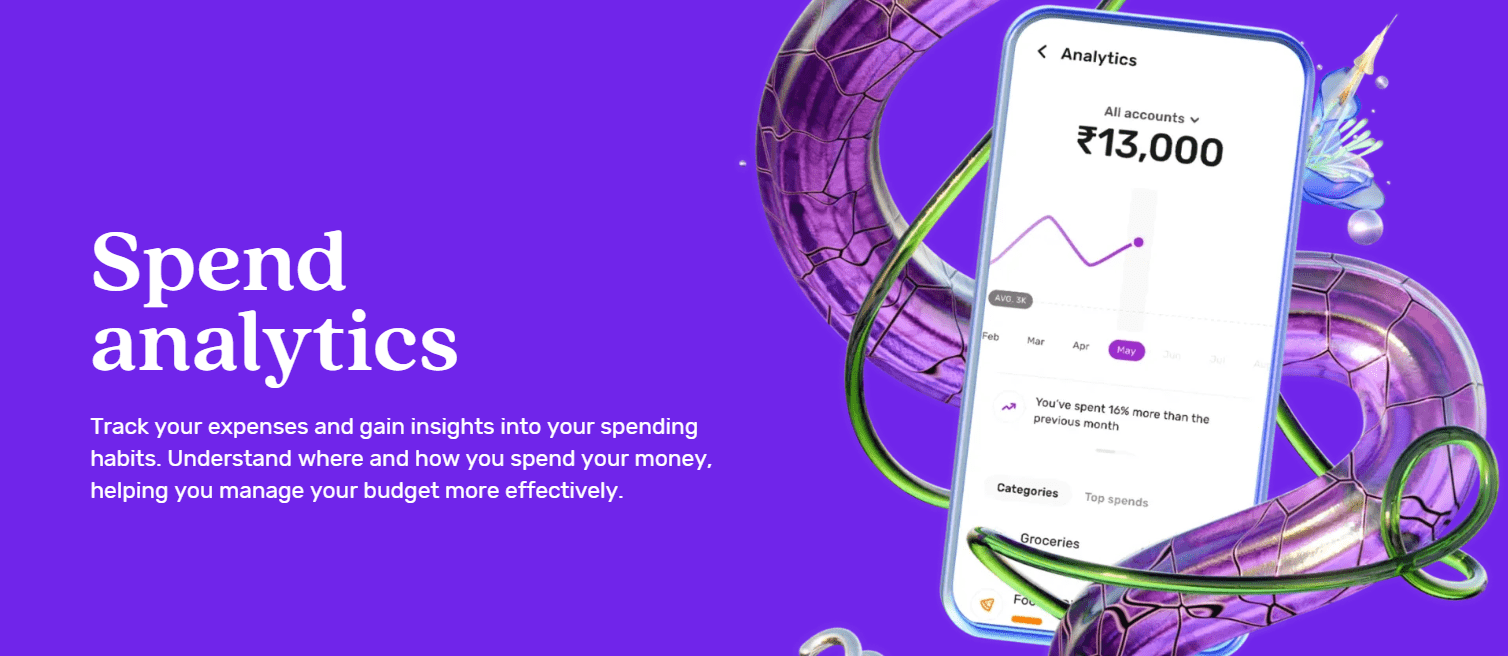 Spend
analytics
Track your expenses and gain insights into your spending
habits. Understand where and how you spend your money,
helping you manage your budget more effectively.
Analytics
All accounts
₹13,000
AVG. 3K
Feb Mar Apr May Jun Jul
You've spent 16% more than the
previous month
Categories Top spends
Groceries